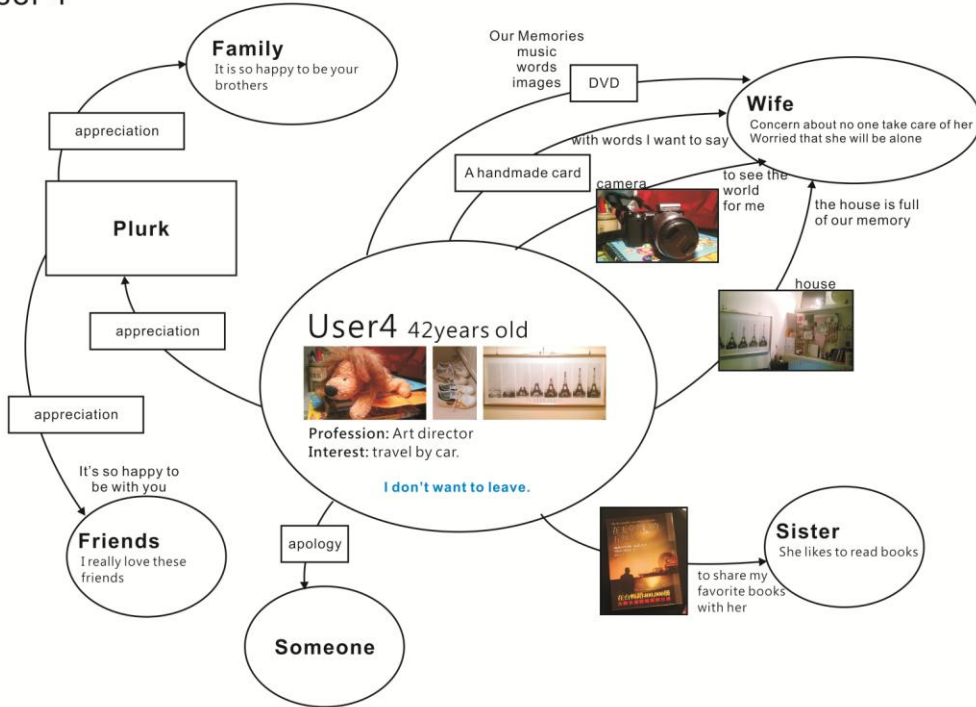 Family
It is so happy to be your
brothers
appreciation
Plurk
appreciation
appreciation
It's so happy to
be with you
Friends
I really love these
friends
Our Memories
music
words
images
DVD
Wife
Concern about no one take care of her
Worried that she will be alone
with words I want to say
A handmade card
camera
to see the
world
for me
the house is full
of our memory
house
User4 42years old
Profession: Art director
Interest: travel by car.
I don't want to leave.
apology
Someone
to share my
favorite books
with her
Sister
She likes to read books